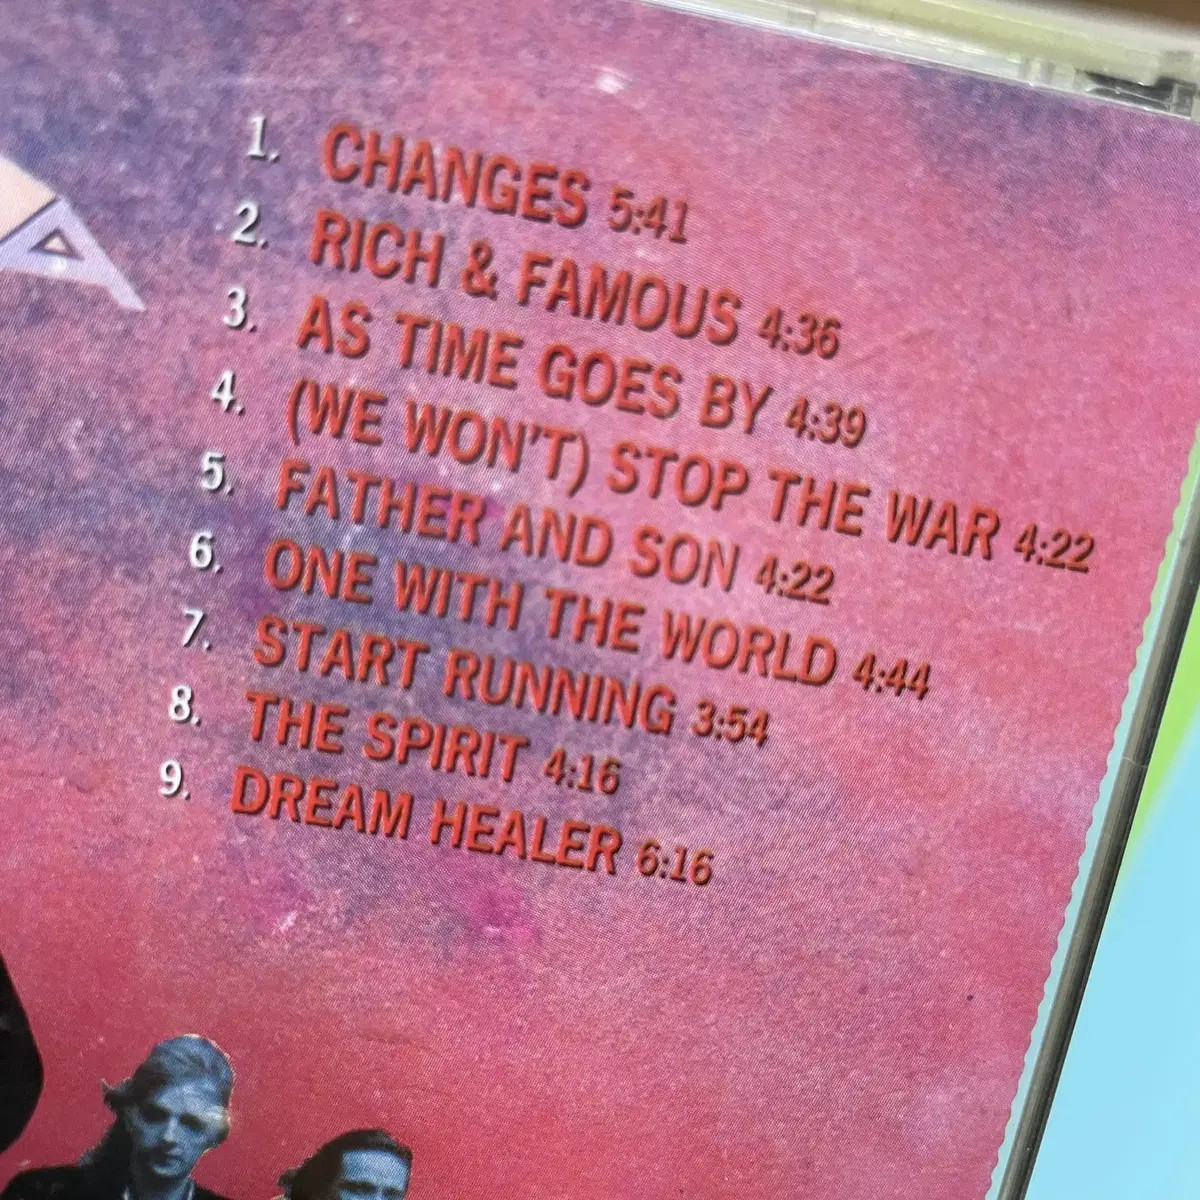 1. CHANGES 5:41
2. RICH & FAMOUS 4:36
3. AS TIME GOES BY 4:39
4. (WE WON'T) STOP THE WAR 4:22
5. FATHER AND SON 4:22
6. ONE WITH THE WORLD 4:44
7. START RUNNING 3:54
8. THE SPIRIT 4:16
9. DREAM HEALER 6:16